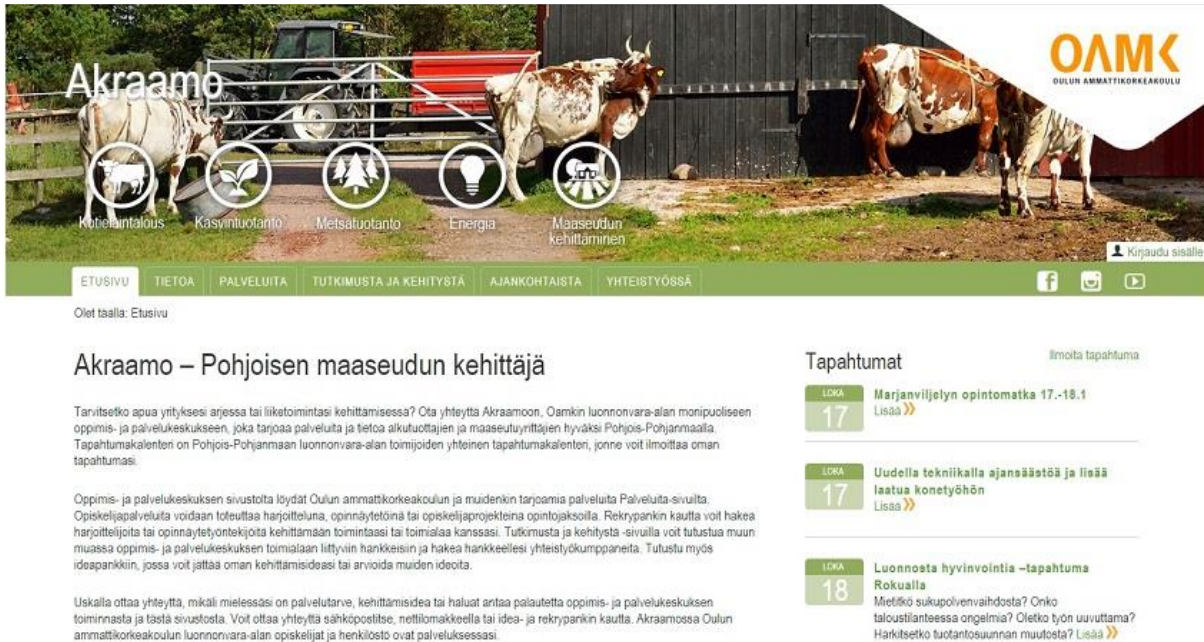 Akraamo
OAMK
OULUN AMMATTIKORKEAKOULU
Kotieläintalous
Kasvintuotanto
Metsätuotanto
Energia
Maaseudun
kehittäminen
Kirjaudu sisälle
ETUSIVU
TIETOA
PALVELUITA
TUTKIMUSTA JA KEHITYSTÄ
AJANKOHTAISTA
YHTEISTYÖSSÄ
Olet täällä: Etusivu
Akraamo – Pohjoisen maaseudun kehittäjä
Tarvitsetko apua yrityksesi arjessa tai liiketoimintasi kehittämisessä? Ota yhteyttä Akraamoon, Oamkin luonnonvara-alan monipuoliseen
oppimis- ja palvelukeskukseen, joka tarjoaa palveluita ja tietoa alkutuottajien ja maaseutuyrittäjien hyväksi Pohjois-Pohjanmaalla.
Tapahtumakalenteri on Pohjois-Pohjanmaan luonnonvara-alan toimijoiden yhteinen tapahtumakalenteri, jonne voit ilmoittaa oman
tapahtumasi.
Oppimis- ja palvelukeskuksen sivustolta löydät Oulun ammattikorkeakoulun ja muidenkin tarjoamia palveluita Palveluita-sivuilta.
Opiskelijapalveluita voidaan toteuttaa harjoitteluna, opinnäytetöinä tai opiskelijaprojekteina opintojaksoilla. Rekrypankin kautta voit hakea
harjoittelijoita tai opinnäytetyöntekijöitä kehittämään toimintaasi tai toimialaa kanssasi. Tutkimusta ja kehitystä -sivuilla voit tutustua muun
muassa oppimis- ja palvelukeskuksen toimialaan liittyviin hankkeisiin ja hakea hankkeellesi yhteistyökumppaneita. Tutustu myös
ideapankkiin, jossa voit jättää oman kehittämisideasi tai arvioida muiden ideoita.
Uskalla ottaa yhteyttä, mikäli mielessäsi on palvelutarve, kehittämisidea tai haluat antaa palautetta oppimis- ja palvelukeskuksen
toiminnasta ja tästä sivustosta. Voit ottaa yhteyttä sähköpostitse, nettilomakkeella tai idea- ja rekrypankin kautta. Akraamossa Oulun
ammattikorkeakoulun luonnonvara-alan opiskelijat ja henkilöstö ovat palveluksessasi.
Tapahtumat
Ilmoita tapahtuma
LOKA
17
Marjanviljelyn opintomatka 17.-18.1
Lisää
LOKA
17
Uudella tekniikalla ajansäästöä ja lisää
laatua konetyöhön
Lisää
LOKA
18
Luonnosta hyvinvointia –tapahtuma
Rokualla
Mietitkö sukupolvenvaihdosta? Onko
taloustilanteessa ongelmia? Oletko työn uuvuttama?
Harkitsetko tuotantosuunnan muutosta? Lisää